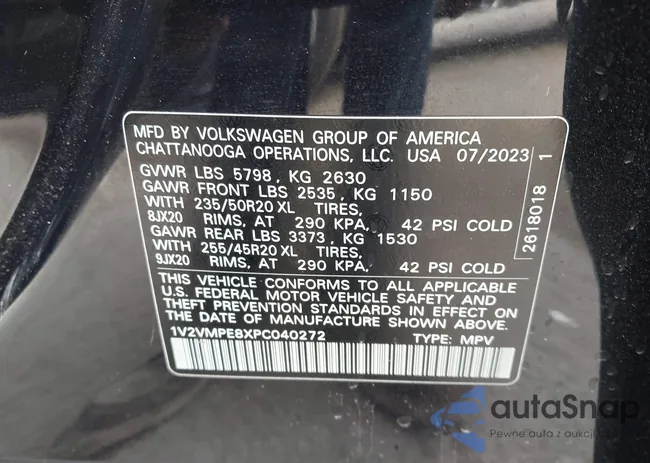 MFD BY VOLKSWAGEN GROUP OF AMERICA
CHATTANOOGA OPERATIONS, LLC. USA 07/2023
GVWR LBS 5798, KG 2630
GAWR FRONT LBS 2535, KG 1150
WITH 235/50R20 XL TIRES,
8JX20 RIMS, AT 290 KPA, 42 PSI COLD
GAWR REAR LBS 3373, KG 1530
WITH 255/45R20 XL TIRES,
9JX20 RIMS, AT 290 KPA, 42 PSI COLD
THIS VEHICLE CONFORMS TO ALL APPLICABLE
U.S. FEDERAL MOTOR VEHICLE SAFETY AND
THEFT PREVENTION STANDARDS IN EFFECT ON
THE DATE OF MANUFACTURE SHOWN ABOVE.
1V2VMPE8XPC040272 TYPE: MPV
2618018 1
autaSnap
Pewne auta z aukcji